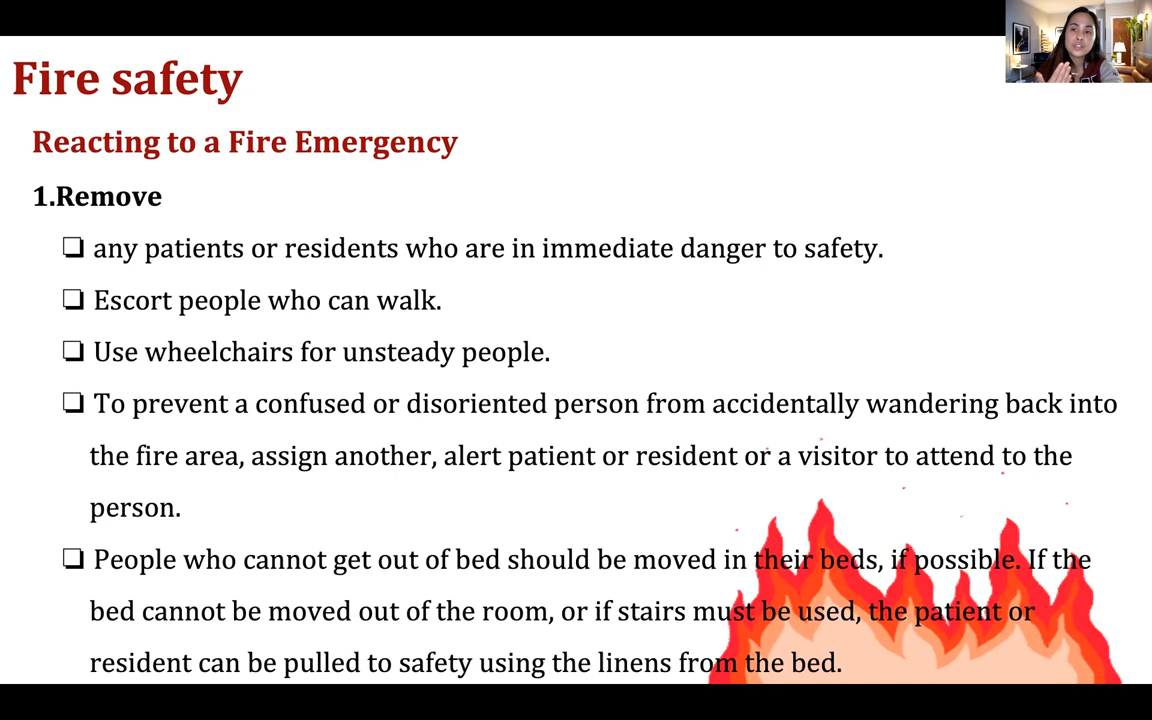 Fire safety
Reacting to a Fire Emergency
1.Remove
❏ any patients or residents who are in immediate danger to safety.
❏ Escort people who can walk.
❏ Use wheelchairs for unsteady people.
❏ To prevent a confused or disoriented person from accidentally wandering back into
the fire area, assign another, alert patient or resident or a visitor to attend to the
person.
❏ People who cannot get out of bed should be moved in their beds, if possible. If the
bed cannot be moved out of the room, or if stairs must be used, the patient or
resident can be pulled to safety using the linens from the bed.